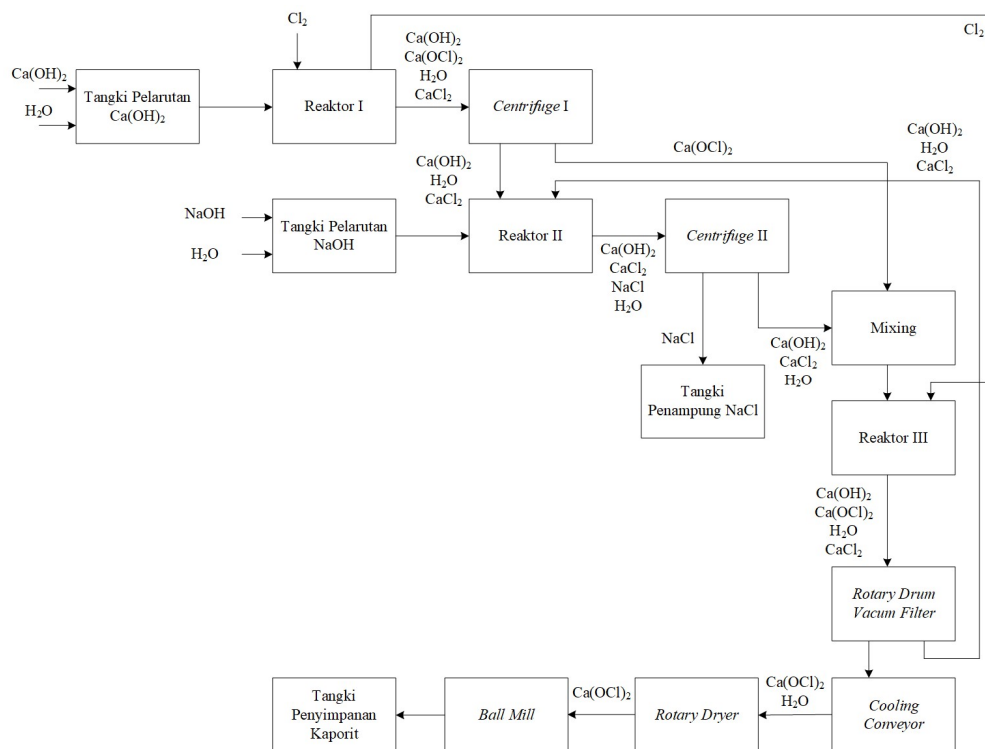 Cl₂
Cl₂
Ca(OH)₂
Ca(OCl)₂
H₂O
CaCl₂
Ca(OH)₂
H₂O
Tangki Pelarutan
Ca(OH)₂
Reaktor I
Centrifuge I
Ca(OH)₂
H₂O
CaCl₂
Ca(OCl)₂
Ca(OH)₂
H₂O
CaCl₂
NaOH
H₂O
Tangki Pelarutan
NaOH
Reaktor II
Ca(OH)₂
CaCl₂
NaCl
H₂O
Centrifuge II
NaCl
Ca(OH)₂
CaCl₂
H₂O
Mixing
Tangki
Penampung NaCl
Reaktor III
Ca(OH)₂
Ca(OCl)₂
H₂O
CaCl₂
Rotary Drum
Vacum Filter
Tangki
Penyimpanan
Kaporit
Ball Mill
Ca(OCl)₂
Rotary Dryer
Ca(OCl)₂
H₂O
Cooling
Conveyor